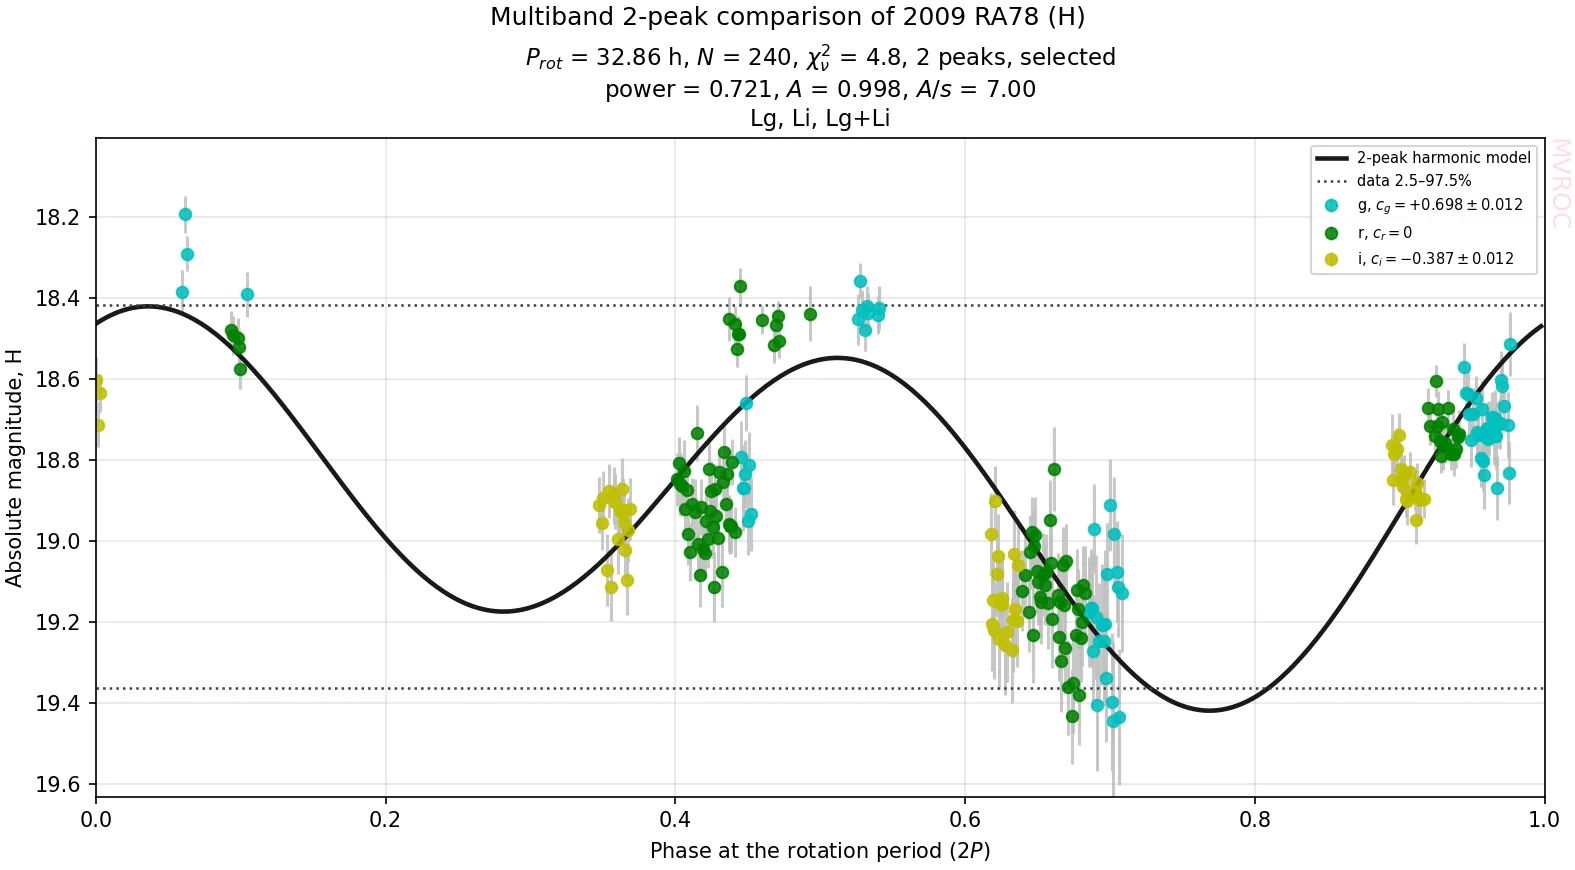 Multiband 2-peak comparison of 2009 RA78 (H)
P_rot = 32.86 h, N = 240, χ²_ν = 4.8, 2 peaks, selected
power = 0.721, A = 0.998, A/s = 7.00
Lg, Li, Lg+Li
2-peak harmonic model
data 2.5–97.5%
g, c_g = +0.698 ± 0.012
r, c_r = 0
i, c_i = −0.387 ± 0.012
MVROC
Absolute magnitude, H
18.2
18.4
18.6
18.8
19.0
19.2
19.4
19.6
0.0 0.2 0.4 0.6 0.8 1.0
Phase at the rotation period (2P)